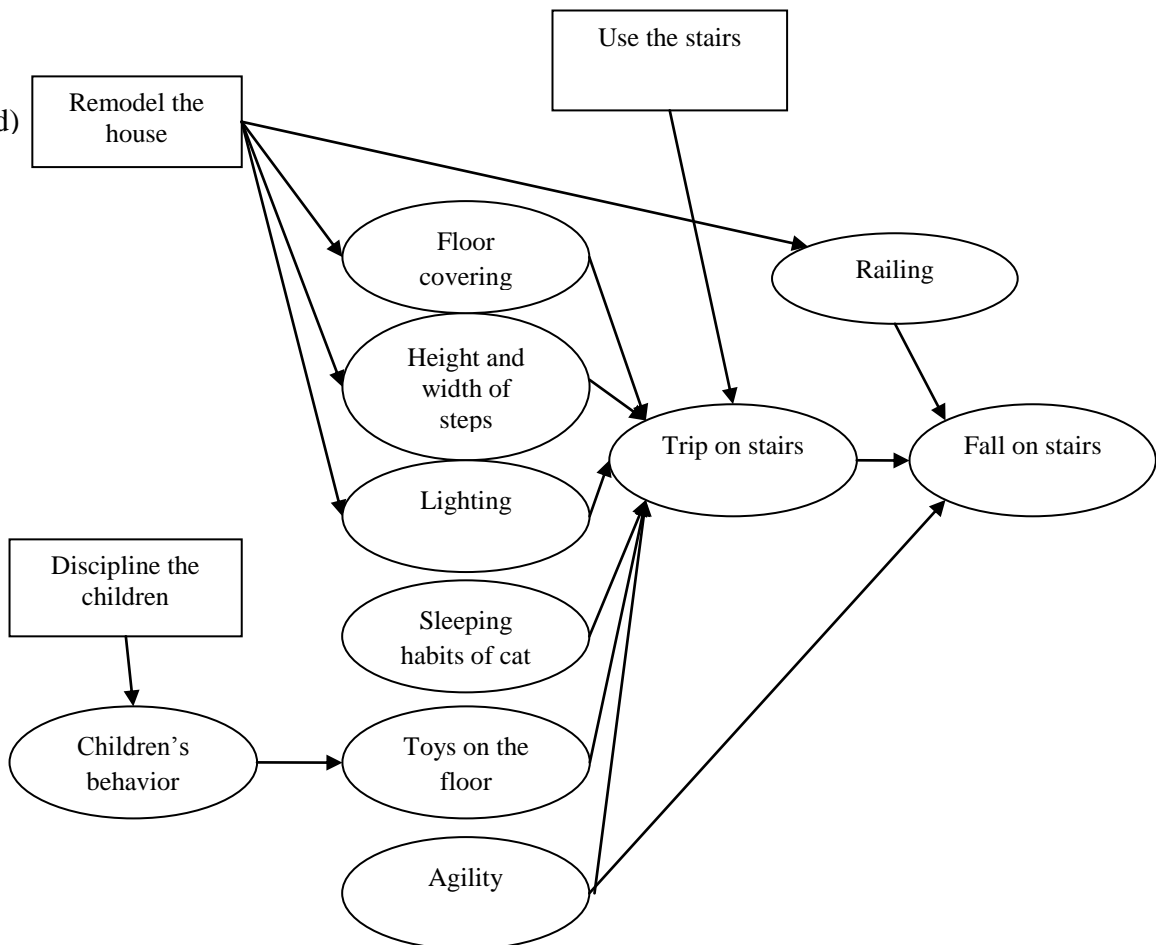 Use the stairs
d)
Remodel the
house
Floor
covering
Railing
Height and
width of
steps
Trip on stairs
Fall on stairs
Lighting
Discipline the
children
Sleeping
habits of cat
Children's
behavior
Toys on the
floor
Agility